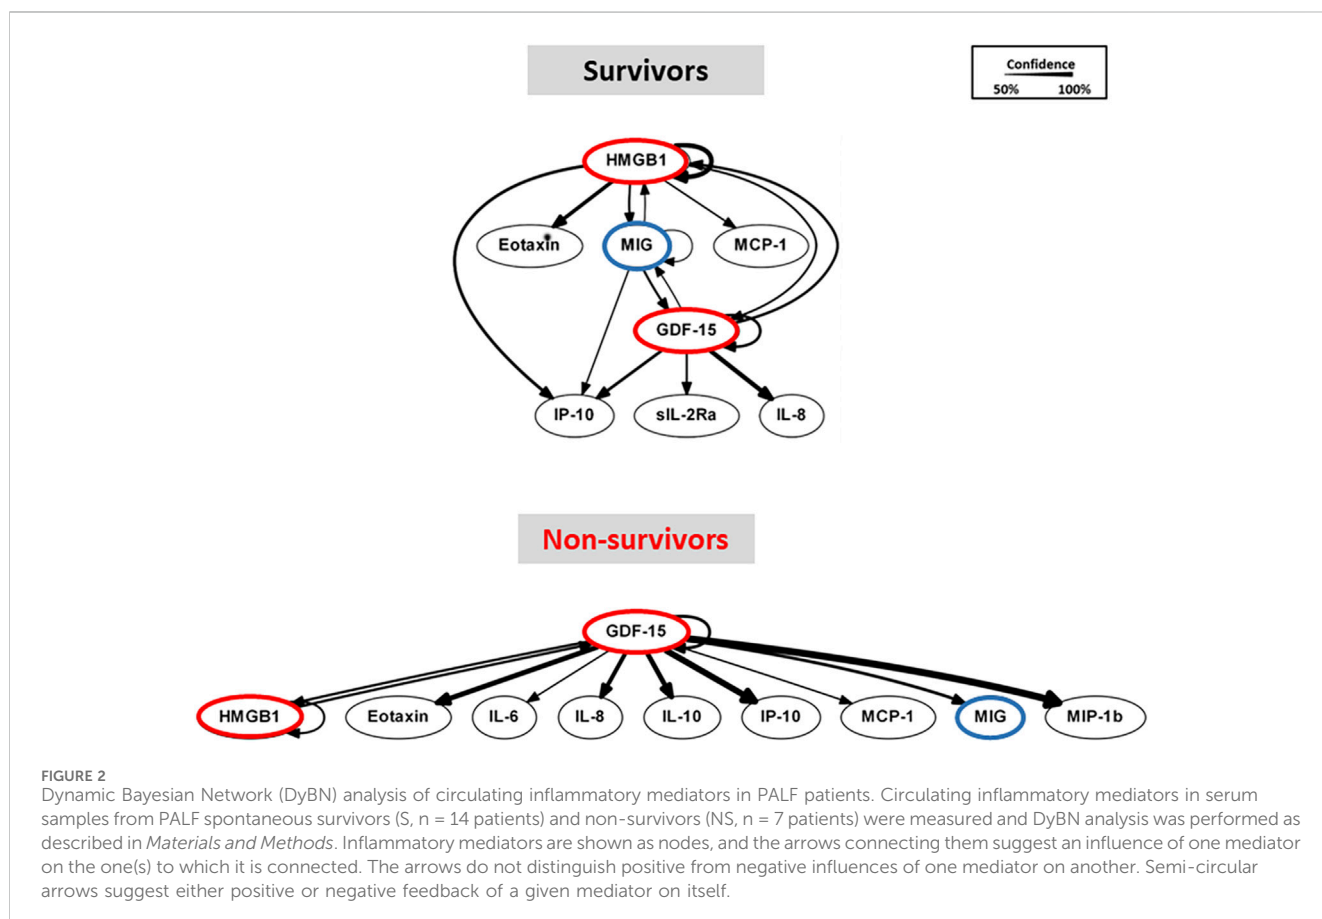 Survivors
Confidence
50% 100%
HMGB1
Eotaxin
MIG
MCP-1
GDF-15
IP-10
sIL-2Ra
IL-8
Non-survivors
GDF-15
HMGB1
Eotaxin
IL-6
IL-8
IL-10
IP-10
MCP-1
MIG
MIP-1b
FIGURE 2
Dynamic Bayesian Network (DyBN) analysis of circulating inflammatory mediators in PALF patients. Circulating inflammatory mediators in serum
samples from PALF spontaneous survivors (S, n = 14 patients) and non-survivors (NS, n = 7 patients) were measured and DyBN analysis was performed as
described in Materials and Methods. Inflammatory mediators are shown as nodes, and the arrows connecting them suggest an influence of one mediator
on the one(s) to which it is connected. The arrows do not distinguish positive from negative influences of one mediator on another. Semi-circular
arrows suggest either positive or negative feedback of a given mediator on itself.